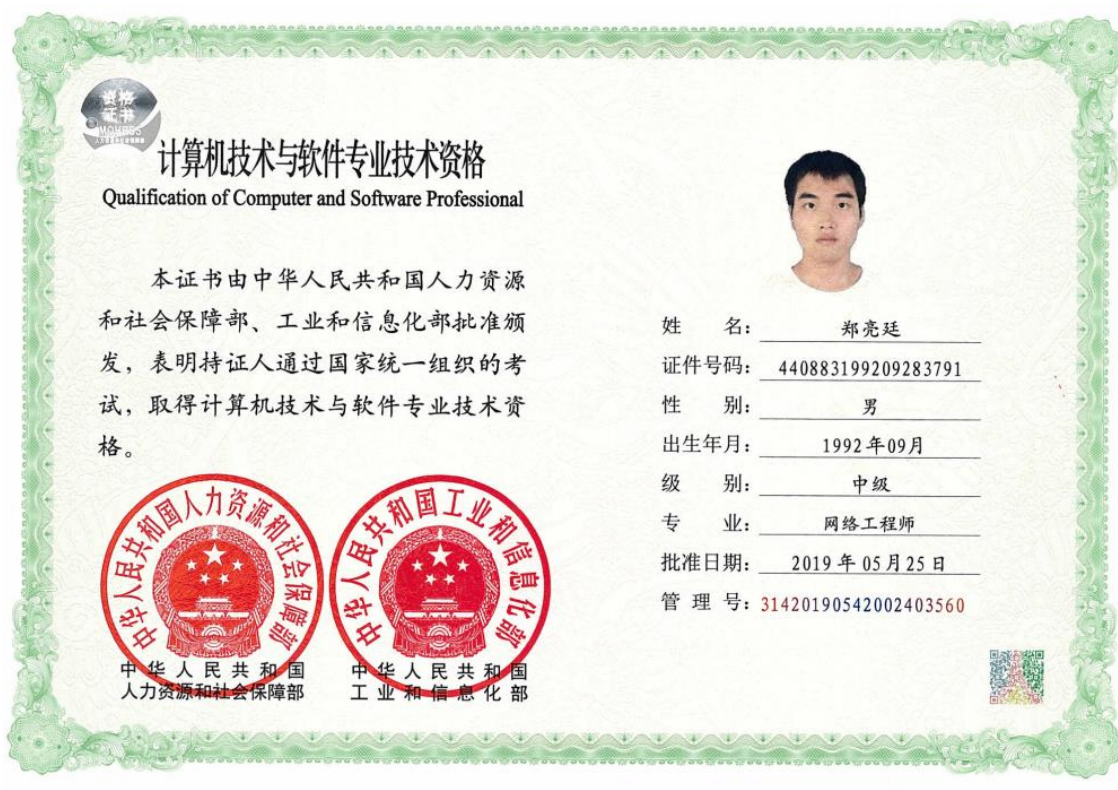 资格
证书
MOHRSS
计算机技术与软件专业技术资格
Qualification of Computer and Software Professional
本证书由中华人民共和国人力资源
和社会保障部、工业和信息化部批准颁
发，表明持证人通过国家统一组织的考
试，取得计算机技术与软件专业技术资
格。
中华人民共和国人力资源和社会保障部
中华人民共和国
人力资源和社会保障部
中华人民共和国工业和信息化部
中华人民共和国
工业和信息化部
姓 名：郑亮廷
证件号码：440883199209283791
性 别：男
出生年月：1992年09月
级 别：中级
专 业：网络工程师
批准日期：2019年05月25日
管 理 号：31420190542002403560